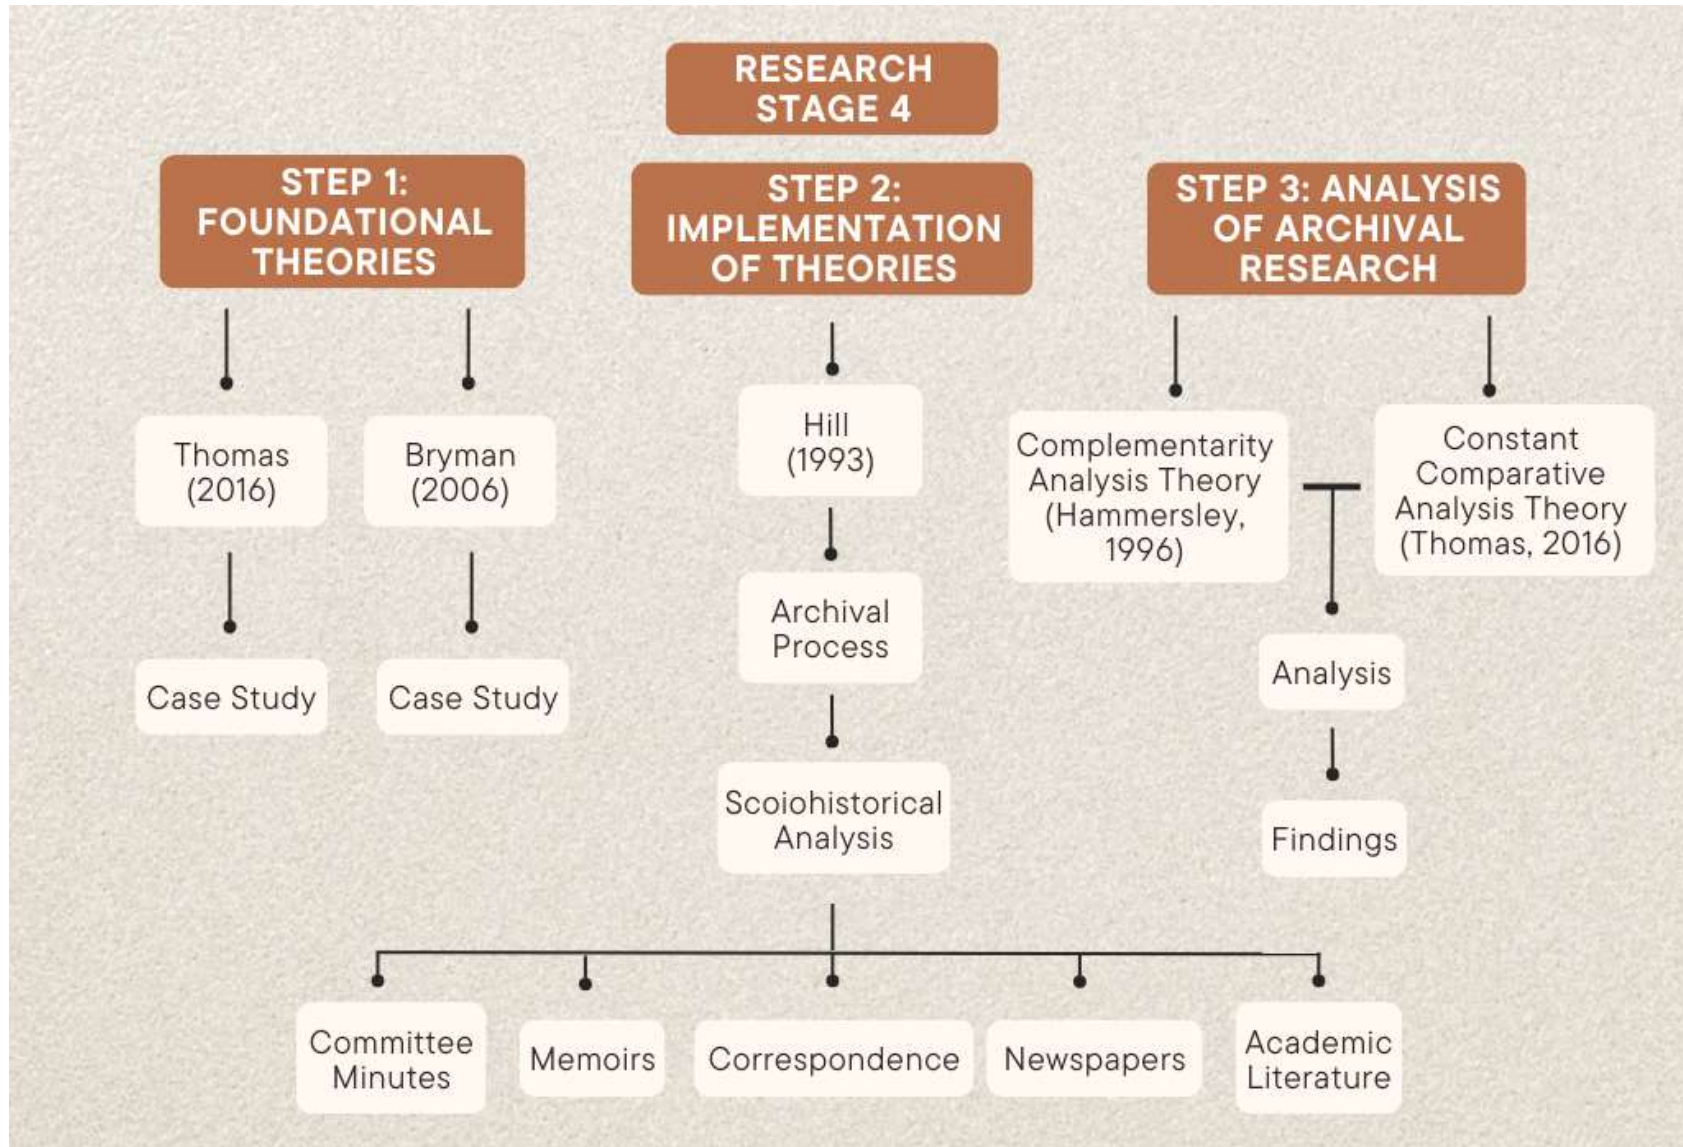 RESEARCH
STAGE 4
STEP 1:
FOUNDATIONAL
THEORIES
Thomas
(2016)
Bryman
(2006)
Case Study
Case Study
STEP 2:
IMPLEMENTATION
OF THEORIES
Hill
(1993)
Archival
Process
Scoiohistorical
Analysis
Committee
Minutes
Memoirs
Correspondence
Newspapers
Academic
Literature
STEP 3: ANALYSIS
OF ARCHIVAL
RESEARCH
Complementarity
Analysis Theory
(Hammersley,
1996)
Constant
Comparative
Analysis Theory
(Thomas, 2016)
Analysis
Findings